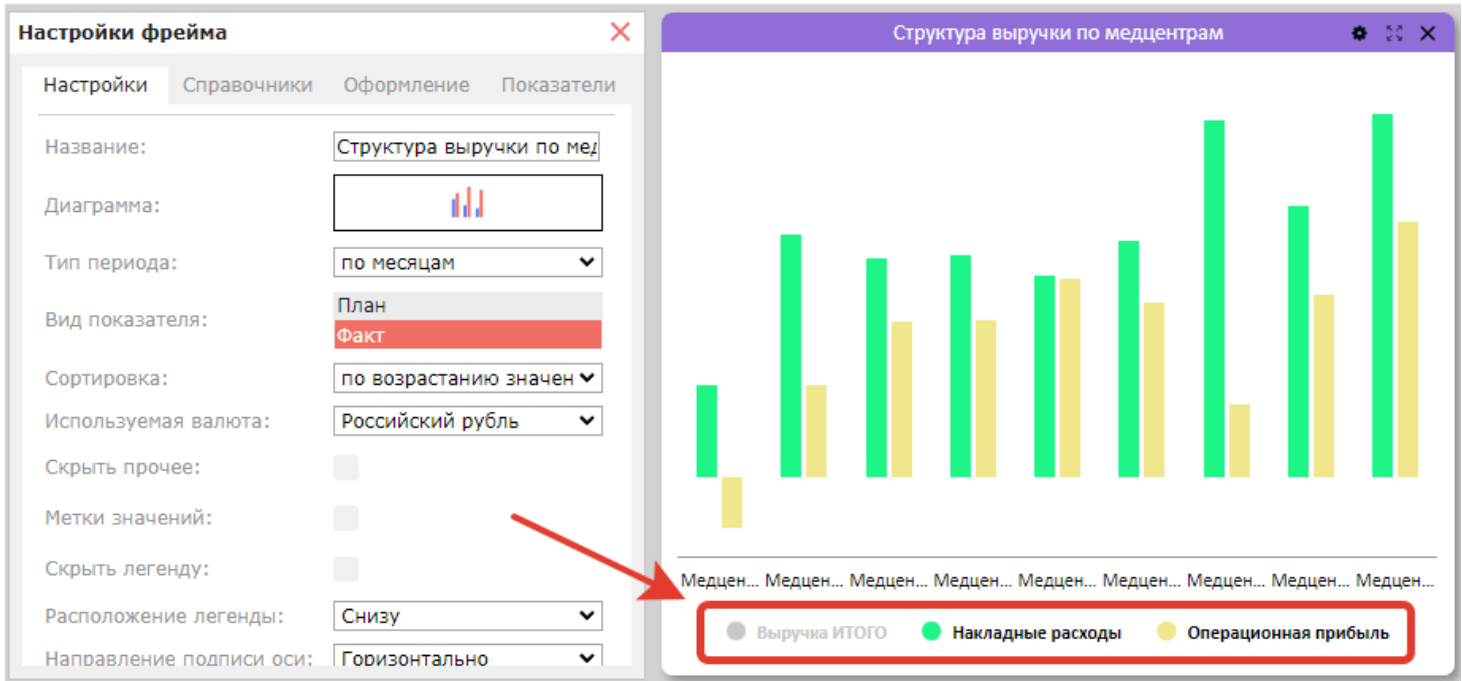 Настройки фрейма
Настройки Справочники Оформление Показатели
Название: Структура выручки по мед
Диаграмма:
Тип периода: по месяцам
Вид показателя: План
Факт
Сортировка: по возрастанию значен
Используемая валюта: Российский рубль
Скрыть прочее:
Метки значений:
Скрыть легенду:
Расположение легенды: Снизу
Направление подписи оси: Горизонтально
Структура выручки по медцентрам
Медцен... Медцен... Медцен... Медцен... Медцен... Медцен... Медцен... Медцен... Медцен...
Выручка ИТОГО Накладные расходы Операционная прибыль